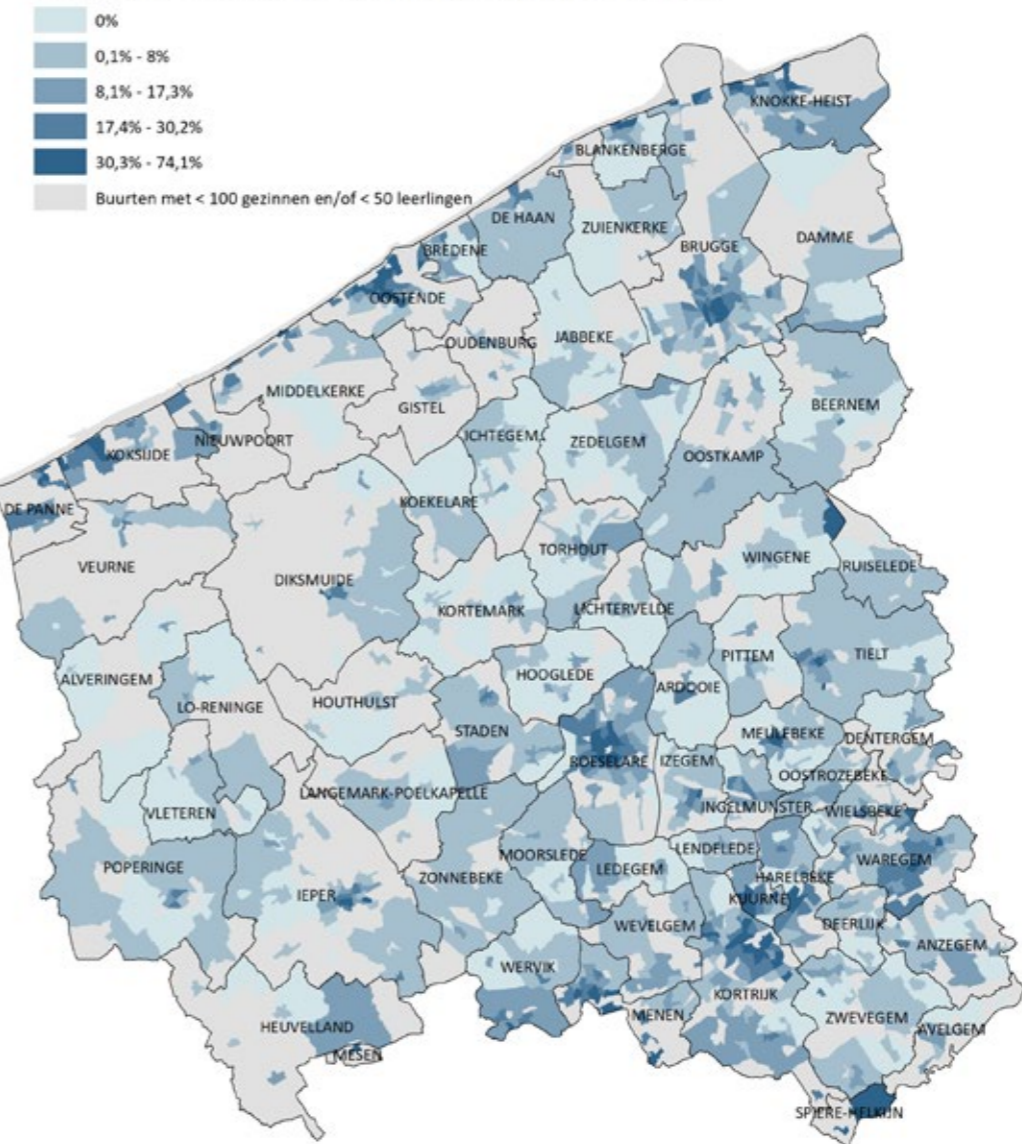 0%
0,1% - 8%
8,1% - 17,3%
17,4% - 30,2%
30,3% - 74,1%
Buurten met < 100 gezinnen en/of < 50 leerlingen
KNOKKE-HEIST
BLANKENBERGE
DE HAAN
ZUIENKERKE
BRUGGE
DAMME
BREDENE
OOSTENDE
OUDENBURG
JABBEKE
MIDDELKERKE
GISTEL
BEERNEM
NIEUWPOORT
ICHTEGEM
ZEDELGEM
OOSTKAMP
KOKSIJDE
DE PANNE
KOEKELARE
VEURNE
TORHOUT
WINGENE
RUISELEDE
DIKSMUIDE
KORTEMARK
LICHTERVELDE
ALVERINGEM
LO-RENINGE
HOUTHULST
HOOGLEDE
ARDOOIE
PITTEM
TIELT
STADEN
ROESELARE
IZEGEM
MEULEBEKE
DENTERGEM
OOSTROZEBEKE
LANGEMARK-POELKAPELLE
INGELMUNSTER
WIELSBEKE
VLETEREN
POPERINGE
IEPER
ZONNEBEKE
MOORSLEDE
LEDEGEM
LENDELEDE
HARELBEKE
WAREGEM
KUURNE
DEERLIJK
ANZEGEM
WEVELGEM
WERVIK
KORTRIJK
MENEN
ZWEVEGEM
AVELGEM
HEUVELLAND
MESEN
SPIERE-HELKIJN